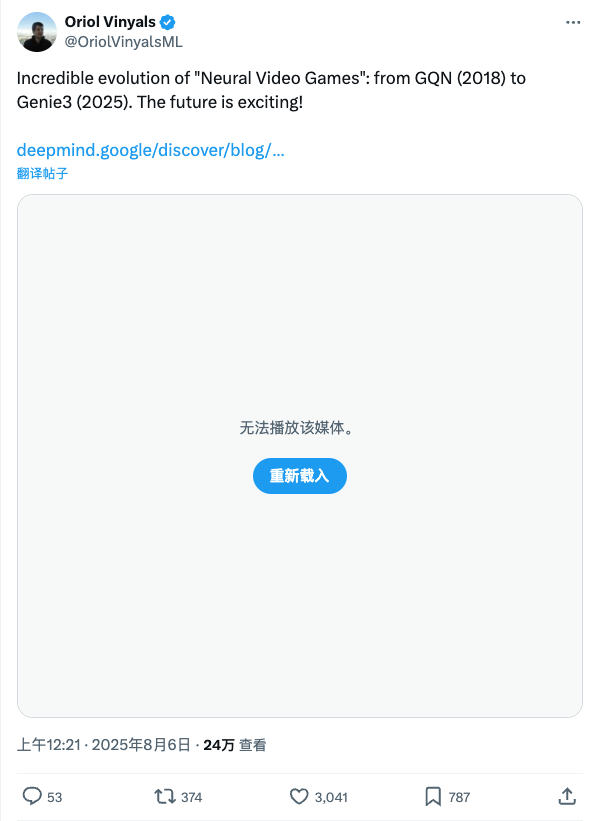 Oriol Vinyals
@OriolVinyalsML
Incredible evolution of "Neural Video Games": from GQN (2018) to
Genie3 (2025). The future is exciting!
deepmind.google/discover/blog/...
翻译帖子
无法播放该媒体。
重新载入
上午12:21 · 2025年8月6日 · 24万 查看
53 374 3,041 787